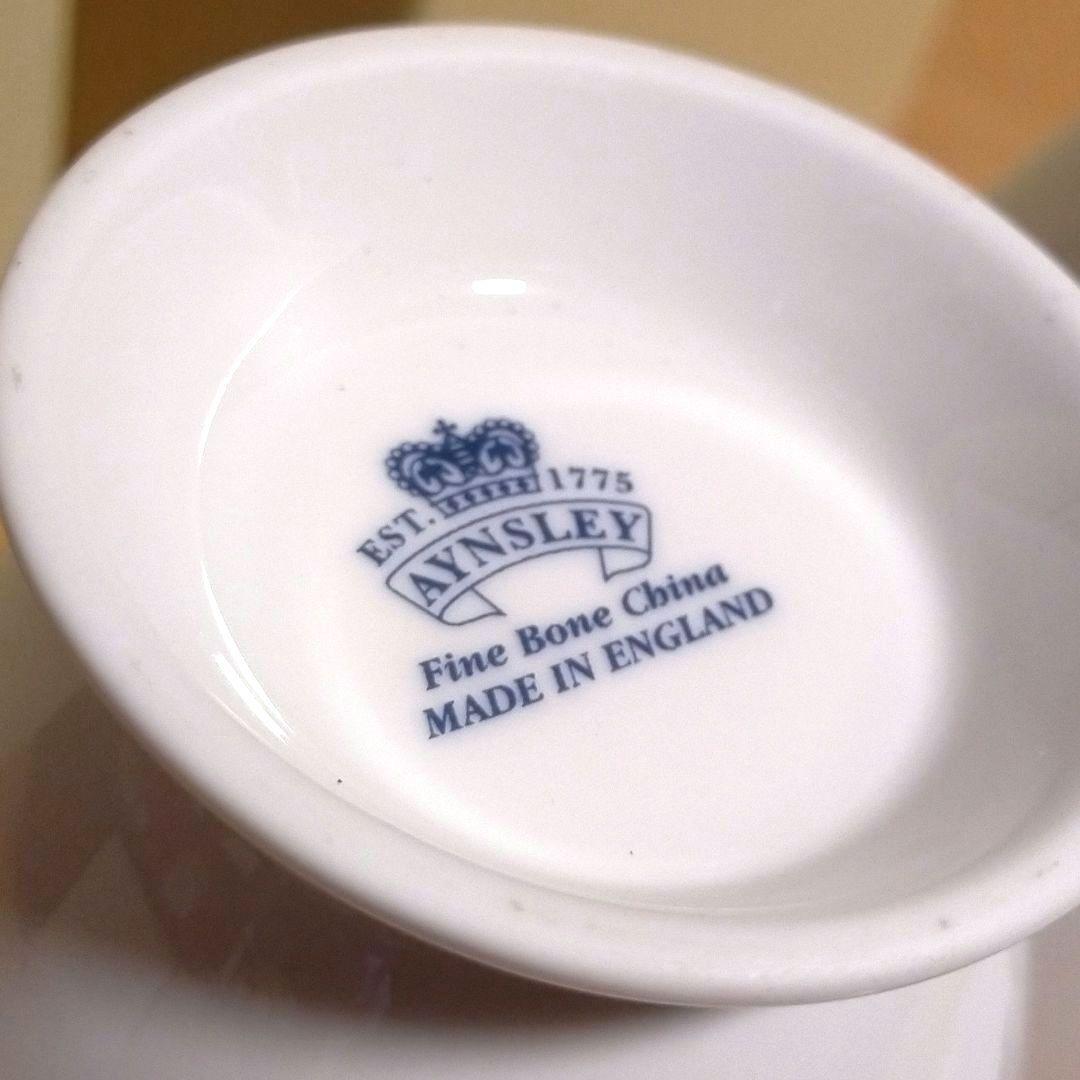 EST. 1775
AYNSLEY
Fine Bone China
MADE IN ENGLAND